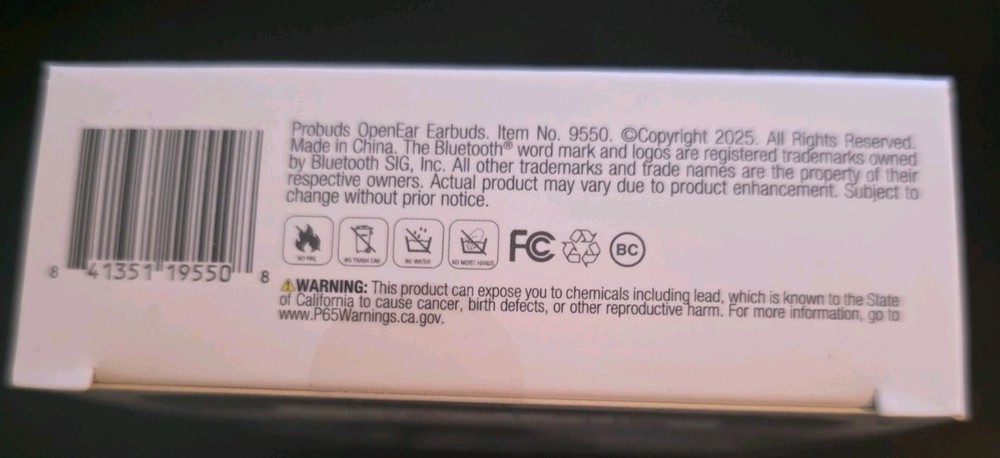 Probuds OpenEar Earbuds. Item No. 9550. ©Copyright 2025. All Rights Reserved.
Made in China. The Bluetooth® word mark and logos are registered trademarks owned
by Bluetooth SIG, Inc. All other trademarks and trade names are the property of their
respective owners. Actual product may vary due to product enhancement. Subject to
change without prior notice.
NO FIRE
NO TRASH CAN
NO WATER
NO MOIST HANDS
FC
BC
8 41351 19550 8
⚠WARNING: This product can expose you to chemicals including lead, which is known to the State
of California to cause cancer, birth defects, or other reproductive harm. For more information, go to
www.P65Warnings.ca.gov.